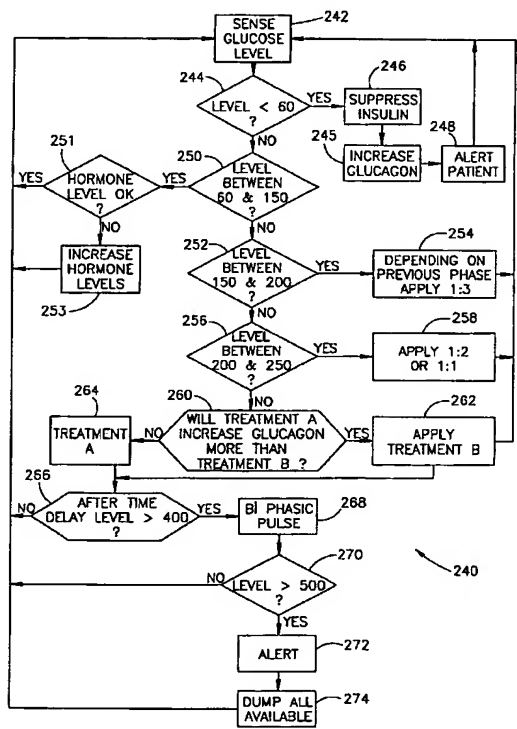 SENSE
GLUCOSE
LEVEL
242
244
LEVEL < 60
?
YES
NO
246
SUPPRESS
INSULIN
245
INCREASE
GLUCAGON
248
ALERT
PATIENT
250
LEVEL
BETWEEN
60 & 150
?
YES
NO
251
HORMONE
LEVEL OK
?
YES
NO
INCREASE
HORMONE
LEVELS
253
252
LEVEL
BETWEEN
150 & 200
?
YES
NO
254
DEPENDING ON
PREVIOUS PHASE
APPLY 1:3
256
LEVEL
BETWEEN
200 & 250
?
YES
NO
258
APPLY 1:2
OR 1:1
260
WILL TREATMENT A
INCREASE GLUCAGON
MORE THAN
TREATMENT B ?
NO
YES
262
APPLY
TREATMENT B
264
TREATMENT
A
266
AFTER TIME
DELAY LEVEL > 400
?
NO
YES
268
Bi PHASIC
PULSE
270
LEVEL > 500
?
NO
YES
240
272
ALERT
274
DUMP ALL
AVAILABLE